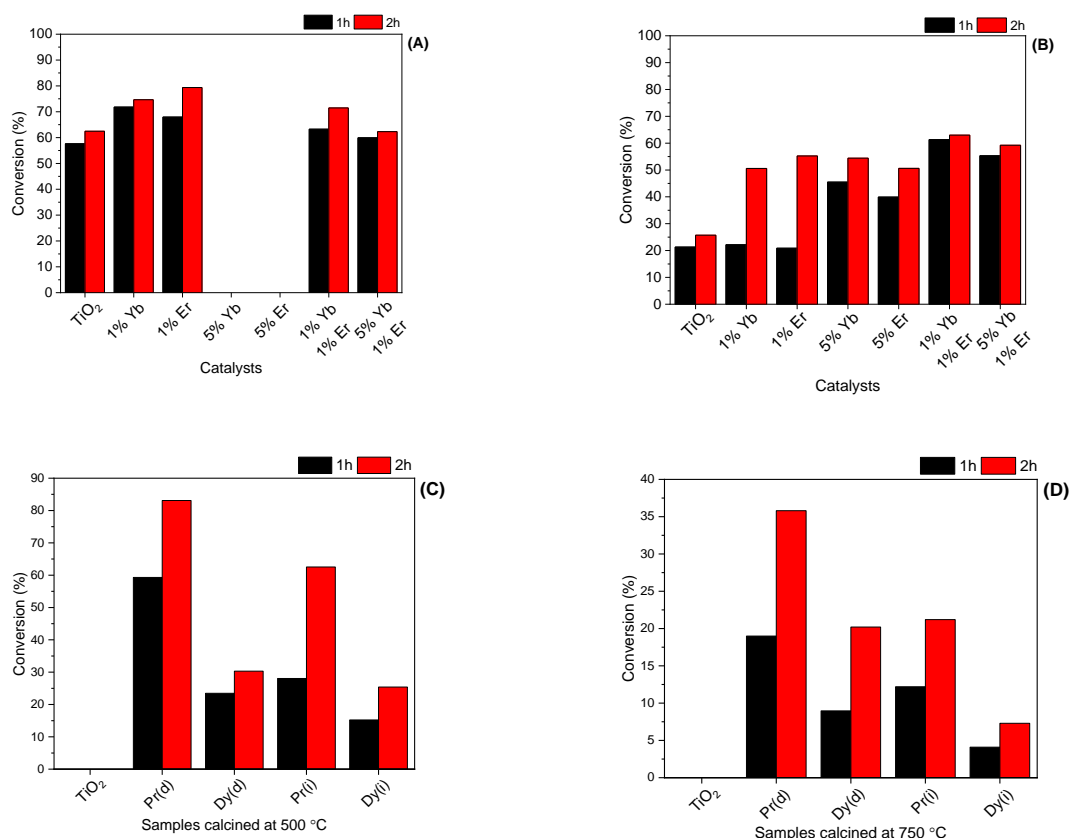 1h 2h
(A)
100
90
80
70
60
50
40
30
20
10
0
Conversion (%)
TiO₂
1% Yb
1% Er
5% Yb
5% Er
1% Yb
1% Er
5% Yb
1% Er
Catalysts
1h 2h
(B)
100
90
80
70
60
50
40
30
20
10
0
Conversion (%)
TiO₂
1% Yb
1% Er
5% Yb
5% Er
1% Yb
1% Er
5% Yb
1% Er
Catalysts
1h 2h
(C)
90
80
70
60
50
40
30
20
10
0
Conversion (%)
TiO₂
Pr(d)
Dy(d)
Pr(i)
Dy(i)
Samples calcined at 500 °C
1h 2h
(D)
40
35
30
25
20
15
10
5
0
Conversion (%)
TiO₂
Pr(d)
Dy(d)
Pr(i)
Dy(i)
Samples calcined at 750 °C